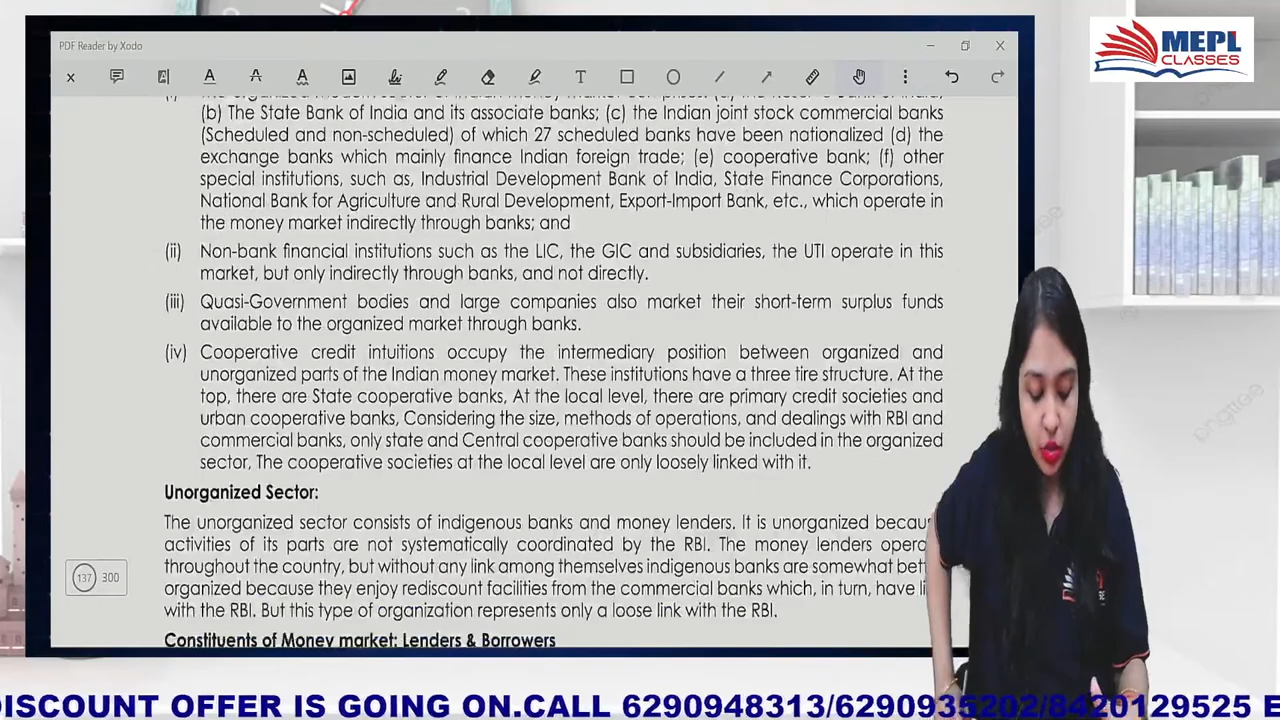 MEPL
CLASSES
PDF Reader by Xodo
(b) The State Bank of India and its associate banks; (c) the Indian joint stock commercial banks
(Scheduled and non-scheduled) of which 27 scheduled banks have been nationalized (d) the
exchange banks which mainly finance Indian foreign trade; (e) cooperative bank; (f) other
special institutions, such as, Industrial Development Bank of India, State Finance Corporations,
National Bank for Agriculture and Rural Development, Export-Import Bank, etc., which operate in
the money market indirectly through banks; and
(ii) Non-bank financial institutions such as the LIC, the GIC and subsidiaries, the UTI operate in this
market, but only indirectly through banks, and not directly.
(iii) Quasi-Government bodies and large companies also market their short-term surplus funds
available to the organized market through banks.
(iv) Cooperative credit intuitions occupy the intermediary position between organized and
unorganized parts of the Indian money market. These institutions have a three tire structure. At the
top, there are State cooperative banks, At the local level, there are primary credit societies and
urban cooperative banks, Considering the size, methods of operations, and dealings with RBI and
commercial banks, only state and Central cooperative banks should be included in the organized
sector, The cooperative societies at the local level are only loosely linked with it.
Unorganized Sector:
The unorganized sector consists of indigenous banks and money lenders. It is unorganized becau
activities of its parts are not systematically coordinated by the RBI. The money lenders opera
throughout the country, but without any link among themselves indigenous banks are somewhat bett
organized because they enjoy rediscount facilities from the commercial banks which, in turn, have li
with the RBI. But this type of organization represents only a loose link with the RBI.
137 300
Constituents of Money market: Lenders & Borrowers
DISCOUNT OFFER IS GOING ON.CALL 6290948313/6290935202/8420129525 E